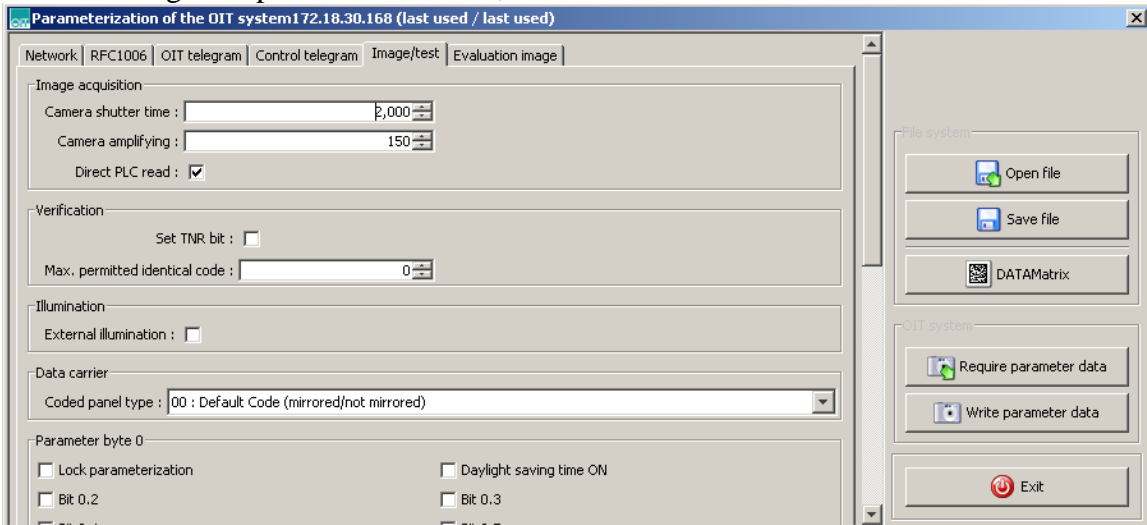 Parameterization of the OIT system172.18.30.168 (last used / last used)
Network RFC1006 OIT telegram Control telegram Image/test Evaluation image
Image acquisition
Camera shutter time : 2,000
Camera amplifying : 150
Direct PLC read :
Verification
Set TNR bit :
Max. permitted identical code : 0
Illumination
External illumination :
Data carrier
Coded panel type : 00 : Default Code (mirrored/not mirrored)
Parameter byte 0
Lock parameterization Daylight saving time ON
Bit 0.2 Bit 0.3
File system
Open file
Save file
DATAMatrix
OIT system
Require parameter data
Write parameter data
Exit